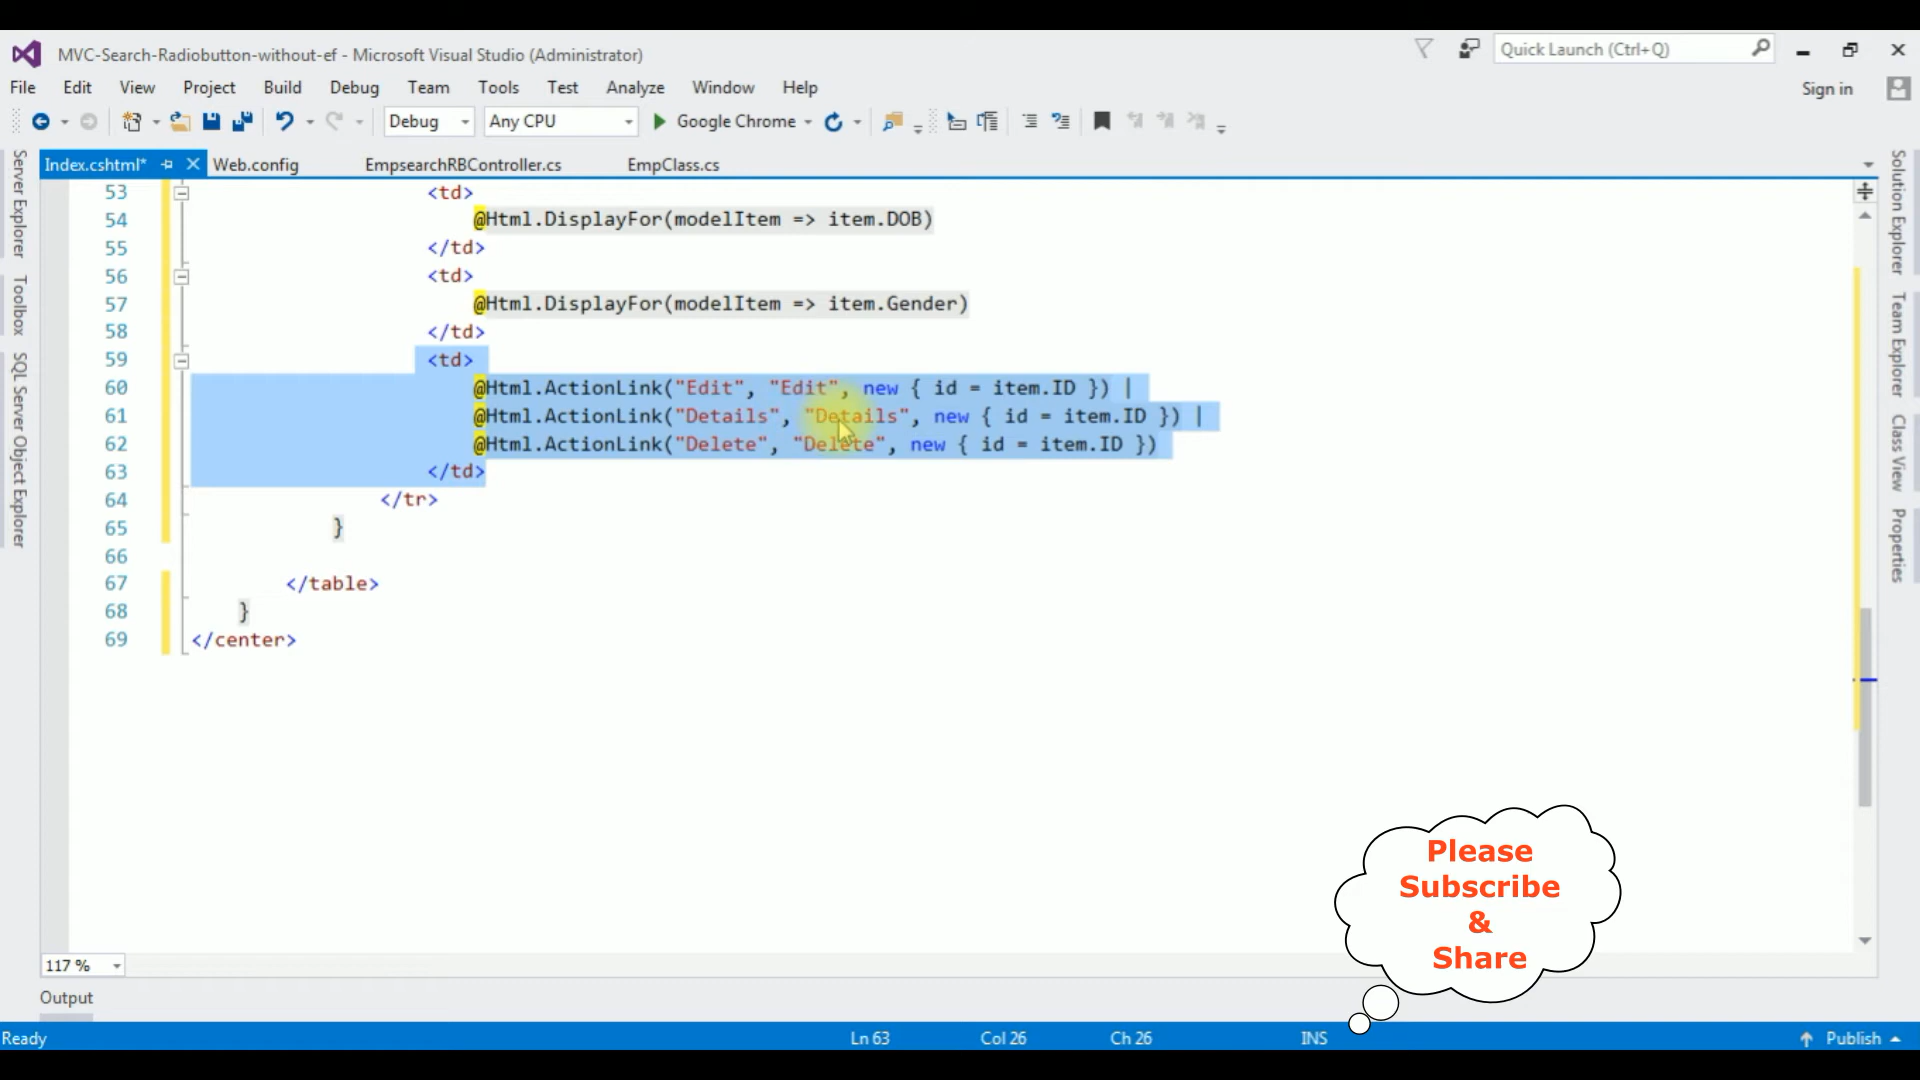 MVC-Search-Radiobutton-without-ef - Microsoft Visual Studio (Administrator)
Quick Launch (Ctrl+Q)
File Edit View Project Build Debug Team Tools Test Analyze Window Help
Sign in
Debug Any CPU Google Chrome
Index.cshtml* Web.config EmpsearchRBController.cs EmpClass.cs
Server Explorer
Toolbox
SQL Server Object Explorer
53 <td>
54 @Html.DisplayFor(modelItem => item.DOB)
55 </td>
56 <td>
57 @Html.DisplayFor(modelItem => item.Gender)
58 </td>
59 <td>
60 @Html.ActionLink("Edit", "Edit", new { id = item.ID }) |
61 @Html.ActionLink("Details", "Details", new { id = item.ID }) |
62 @Html.ActionLink("Delete", "Delete", new { id = item.ID })
63 </td>
64 </tr>
65 }
66
67 </table>
68 }
69 </center>
Solution Explorer
Team Explorer
Class View
Properties
Please
Subscribe
&
Share
117 %
Output
Ready Ln 63 Col 26 Ch 26 INS Publish